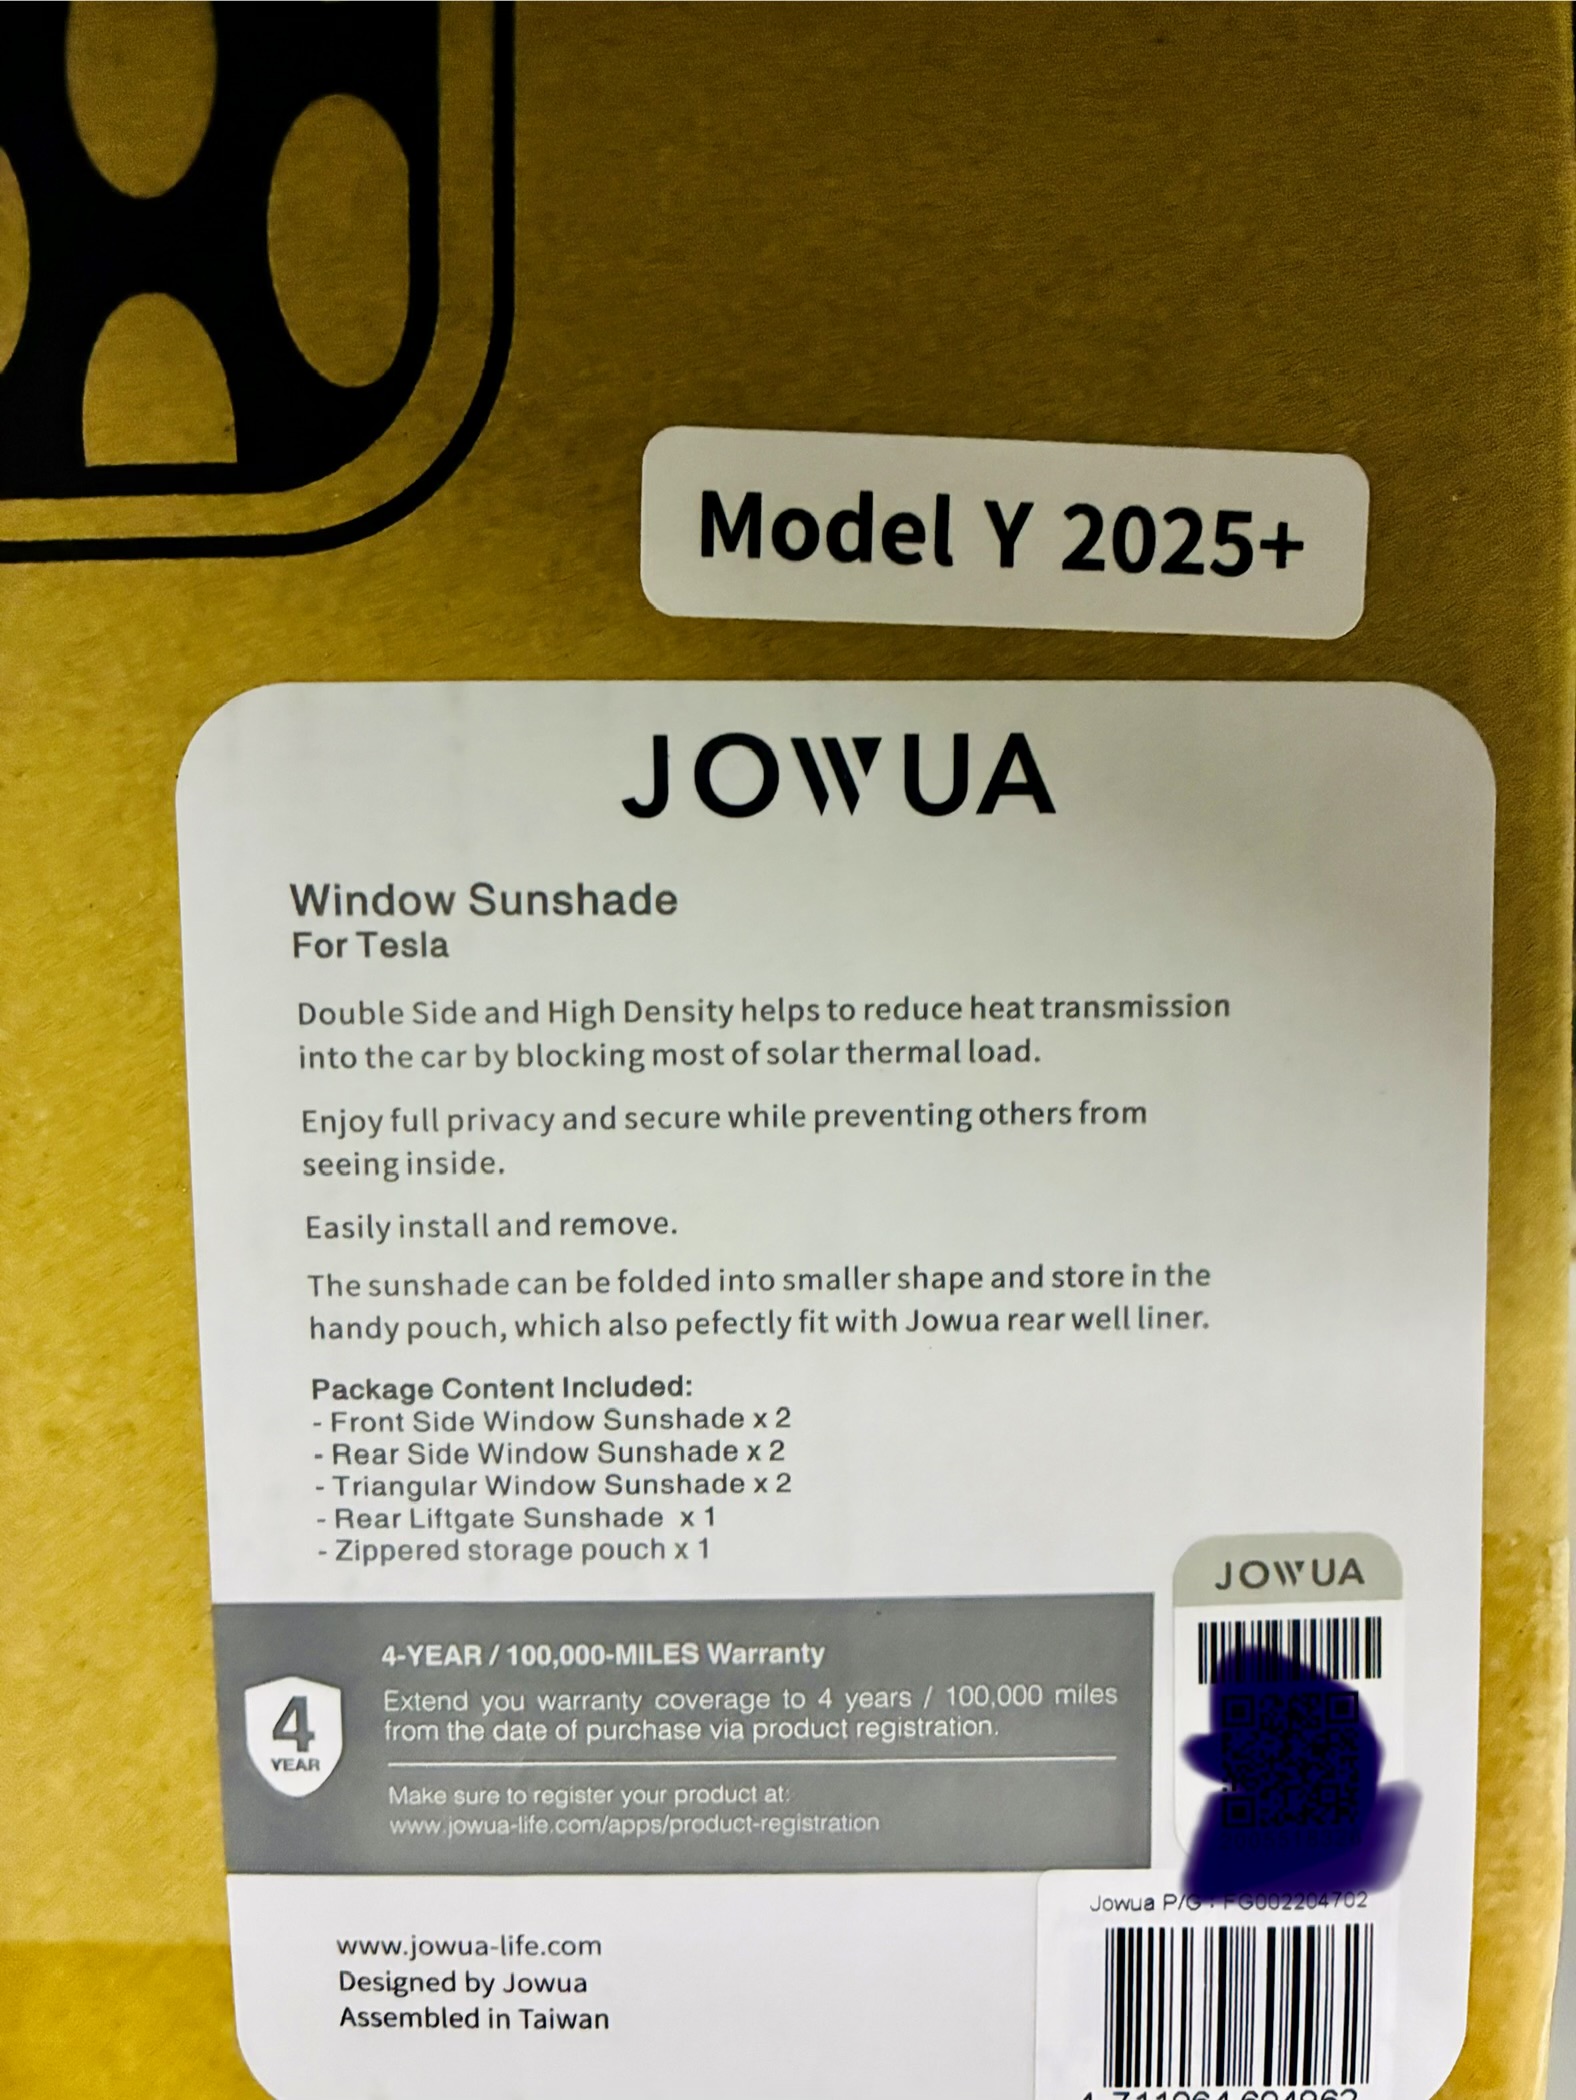 Model Y 2025+
JOWUA
Window Sunshade
For Tesla
Double Side and High Density helps to reduce heat transmission
into the car by blocking most of solar thermal load.
Enjoy full privacy and secure while preventing others from
seeing inside.
Easily install and remove.
The sunshade can be folded into smaller shape and store in the
handy pouch, which also pefectly fit with Jowua rear well liner.
Package Content Included:
- Front Side Window Sunshade x 2
- Rear Side Window Sunshade x 2
- Triangular Window Sunshade x 2
- Rear Liftgate Sunshade x 1
- Zippered storage pouch x 1
JOWUA
4-YEAR / 100,000-MILES Warranty
Extend you warranty coverage to 4 years / 100,000 miles
from the date of purchase via product registration.
4
YEAR
Make sure to register your product at:
www.jowua-life.com/apps/product-registration
Jowua P/G : FG002204702
www.jowua-life.com
Designed by Jowua
Assembled in Taiwan